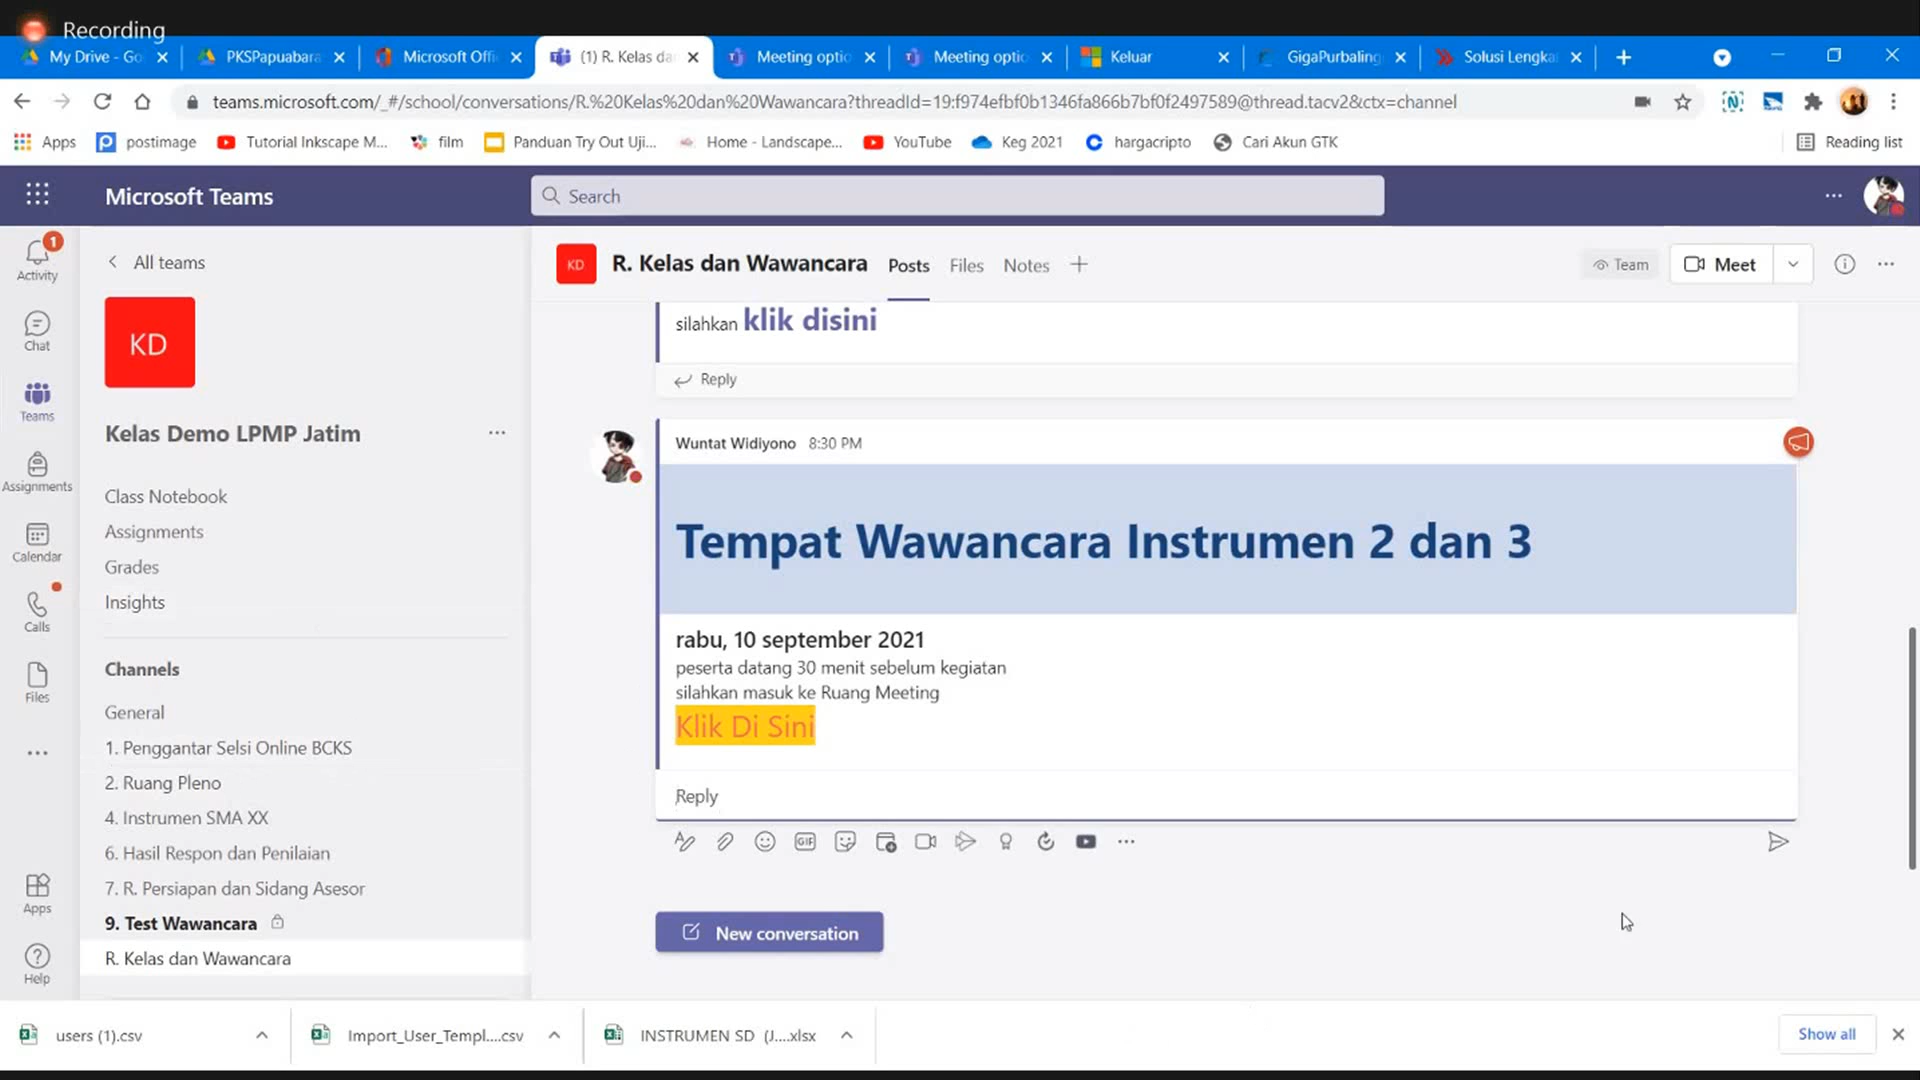 Recording
My Drive - Go
PKSPapuabara
Microsoft Offi
(1) R. Kelas da
Meeting optio
Meeting optio
Keluar
GigaPurbaling
Solusi Lengka
teams.microsoft.com/_#/school/conversations/R.%20Kelas%20dan%20Wawancara?threadId=19:f974efbf0b1346fa866b7bf0f2497589@thread.tacv2&ctx=channel
Apps
postimage
Tutorial Inkscape M...
film
Panduan Try Out Uji...
Home - Landscape...
YouTube
Keg 2021
hargacripto
Cari Akun GTK
Reading list
Microsoft Teams
Search
1
Activity
Chat
Teams
Assignments
Calendar
Calls
Files
Apps
Help
All teams
KD
Kelas Demo LPMP Jatim
Class Notebook
Assignments
Grades
Insights
Channels
General
1. Penggantar Selsi Online BCKS
2. Ruang Pleno
4. Instrumen SMA XX
6. Hasil Respon dan Penilaian
7. R. Persiapan dan Sidang Asesor
9. Test Wawancara
R. Kelas dan Wawancara
KD
R. Kelas dan Wawancara
Posts
Files
Notes
Team
Meet
silahkan klik disini
Reply
Wuntat Widiyono 8:30 PM
Tempat Wawancara Instrumen 2 dan 3
rabu, 10 september 2021
peserta datang 30 menit sebelum kegiatan
silahkan masuk ke Ruang Meeting
Klik Di Sini
Reply
GIF
New conversation
users (1).csv
Import_User_Templ....csv
INSTRUMEN SD (J....xlsx
Show all